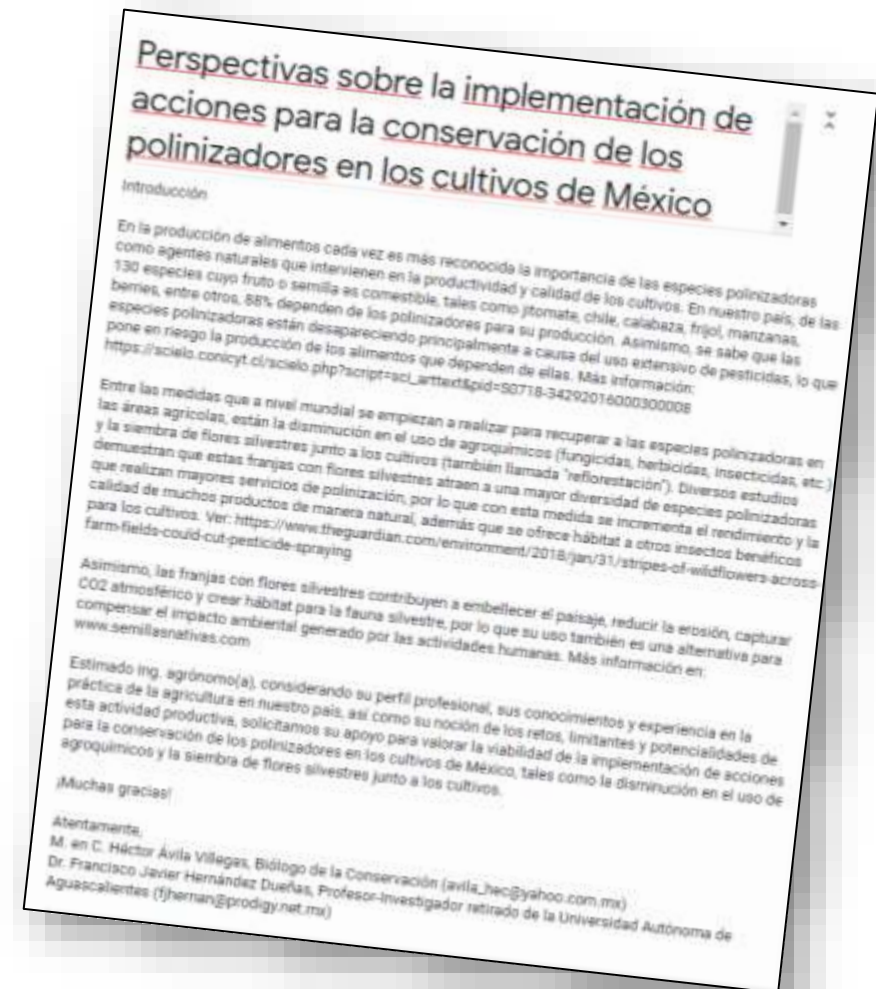 Perspectivas sobre la implementación de
acciones para la conservación de los
polinizadores en los cultivos de México
Introducción
En la producción de alimentos cada vez es más reconocida la importancia de las especies polinizadoras
como agentes naturales que intervienen en la productividad y calidad de los cultivos. En nuestro país, de las
130 especies cuyo fruto o semilla es comestible, tales como jitomate, chile, calabaza, frijol, manzanas,
berries, entre otros, 88% dependen de los polinizadores para su producción. Asimismo, se sabe que las
especies polinizadoras están desapareciendo principalmente a causa del uso extensivo de pesticidas, lo que
pone en riesgo la producción de los alimentos que dependen de ellas. Más información:
https://scielo.conicyt.cl/scielo.php?script=sci_arttext&pid=S0718-34292016000300008
Entre las medidas que a nivel mundial se empiezan a realizar para recuperar a las especies polinizadoras en
las áreas agrícolas, están la disminución en el uso de agroquímicos (fungicidas, herbicidas, insecticidas, etc.)
y la siembra de flores silvestres junto a los cultivos (también llamada "reflorestación"). Diversos estudios
demuestran que estas franjas con flores silvestres atraen a una mayor diversidad de especies polinizadoras
que realizan mayores servicios de polinización, por lo que con esta medida se incrementa el rendimiento y la
calidad de muchos productos de manera natural, además que se ofrece hábitat a otros insectos benéficos
para los cultivos. Ver: https://www.theguardian.com/environment/2018/jan/31/stripes-of-wildflowers-across-
farm-fields-could-cut-pesticide-spraying
Asimismo, las franjas con flores silvestres contribuyen a embellecer el paisaje, reducir la erosión, capturar
CO2 atmosférico y crear hábitat para la fauna silvestre, por lo que su uso también es una alternativa para
compensar el impacto ambiental generado por las actividades humanas. Más información en:
www.semillasnativas.com
Estimado Ing. agrónomo(a), considerando su perfil profesional, sus conocimientos y experiencia en la
práctica de la agricultura en nuestro país, así como su noción de los retos, limitantes y potencialidades de
esta actividad productiva, solicitamos su apoyo para valorar la viabilidad de la implementación de acciones
para la conservación de los polinizadores en los cultivos de México, tales como la disminución en el uso de
agroquímicos y la siembra de flores silvestres junto a los cultivos.
¡Muchas gracias!
Atentamente,
M. en C. Héctor Ávila Villegas, Biólogo de la Conservación (avila_hec@yahoo.com.mx)
Dr. Francisco Javier Hernández Dueñas, Profesor-Investigador retirado de la Universidad Autónoma de
Aguascalientes (fjhernan@prodigy.net.mx)